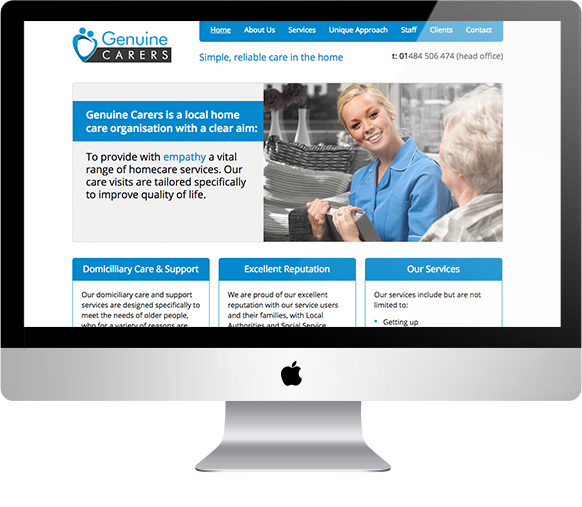 Genuine
CARERS
Home About Us Services Unique Approach Staff Clients Contact
Simple, reliable care in the home
t: 01484 506 474 (head office)
Genuine Carers is a local home
care organisation with a clear aim:
To provide with empathy a vital
range of homecare services. Our
care visits are tailored specifically
to improve quality of life.
Domicilliary Care & Support
Our domiciliary care and support
services are designed specifically to
meet the needs of older people,
who for a variety of reasons are
Excellent Reputation
We are proud of our excellent
reputation with our service users
and their families, with Local
Authorities and Social Service
Our Services
Our services include but are not
limited to:
• Getting up